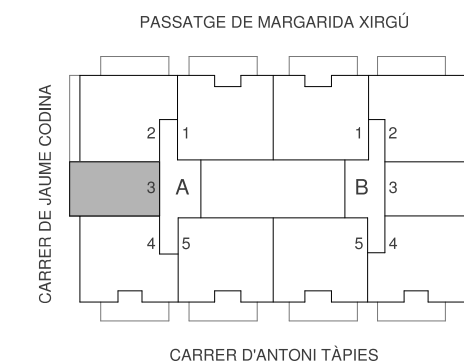 PASSATGE DE MARGARIDA XIRGÚ
CARRER DE JAUME CODINA
2 1 1 2
3 A B 3
4 5 5 4
CARRER D'ANTONI TÀPIES